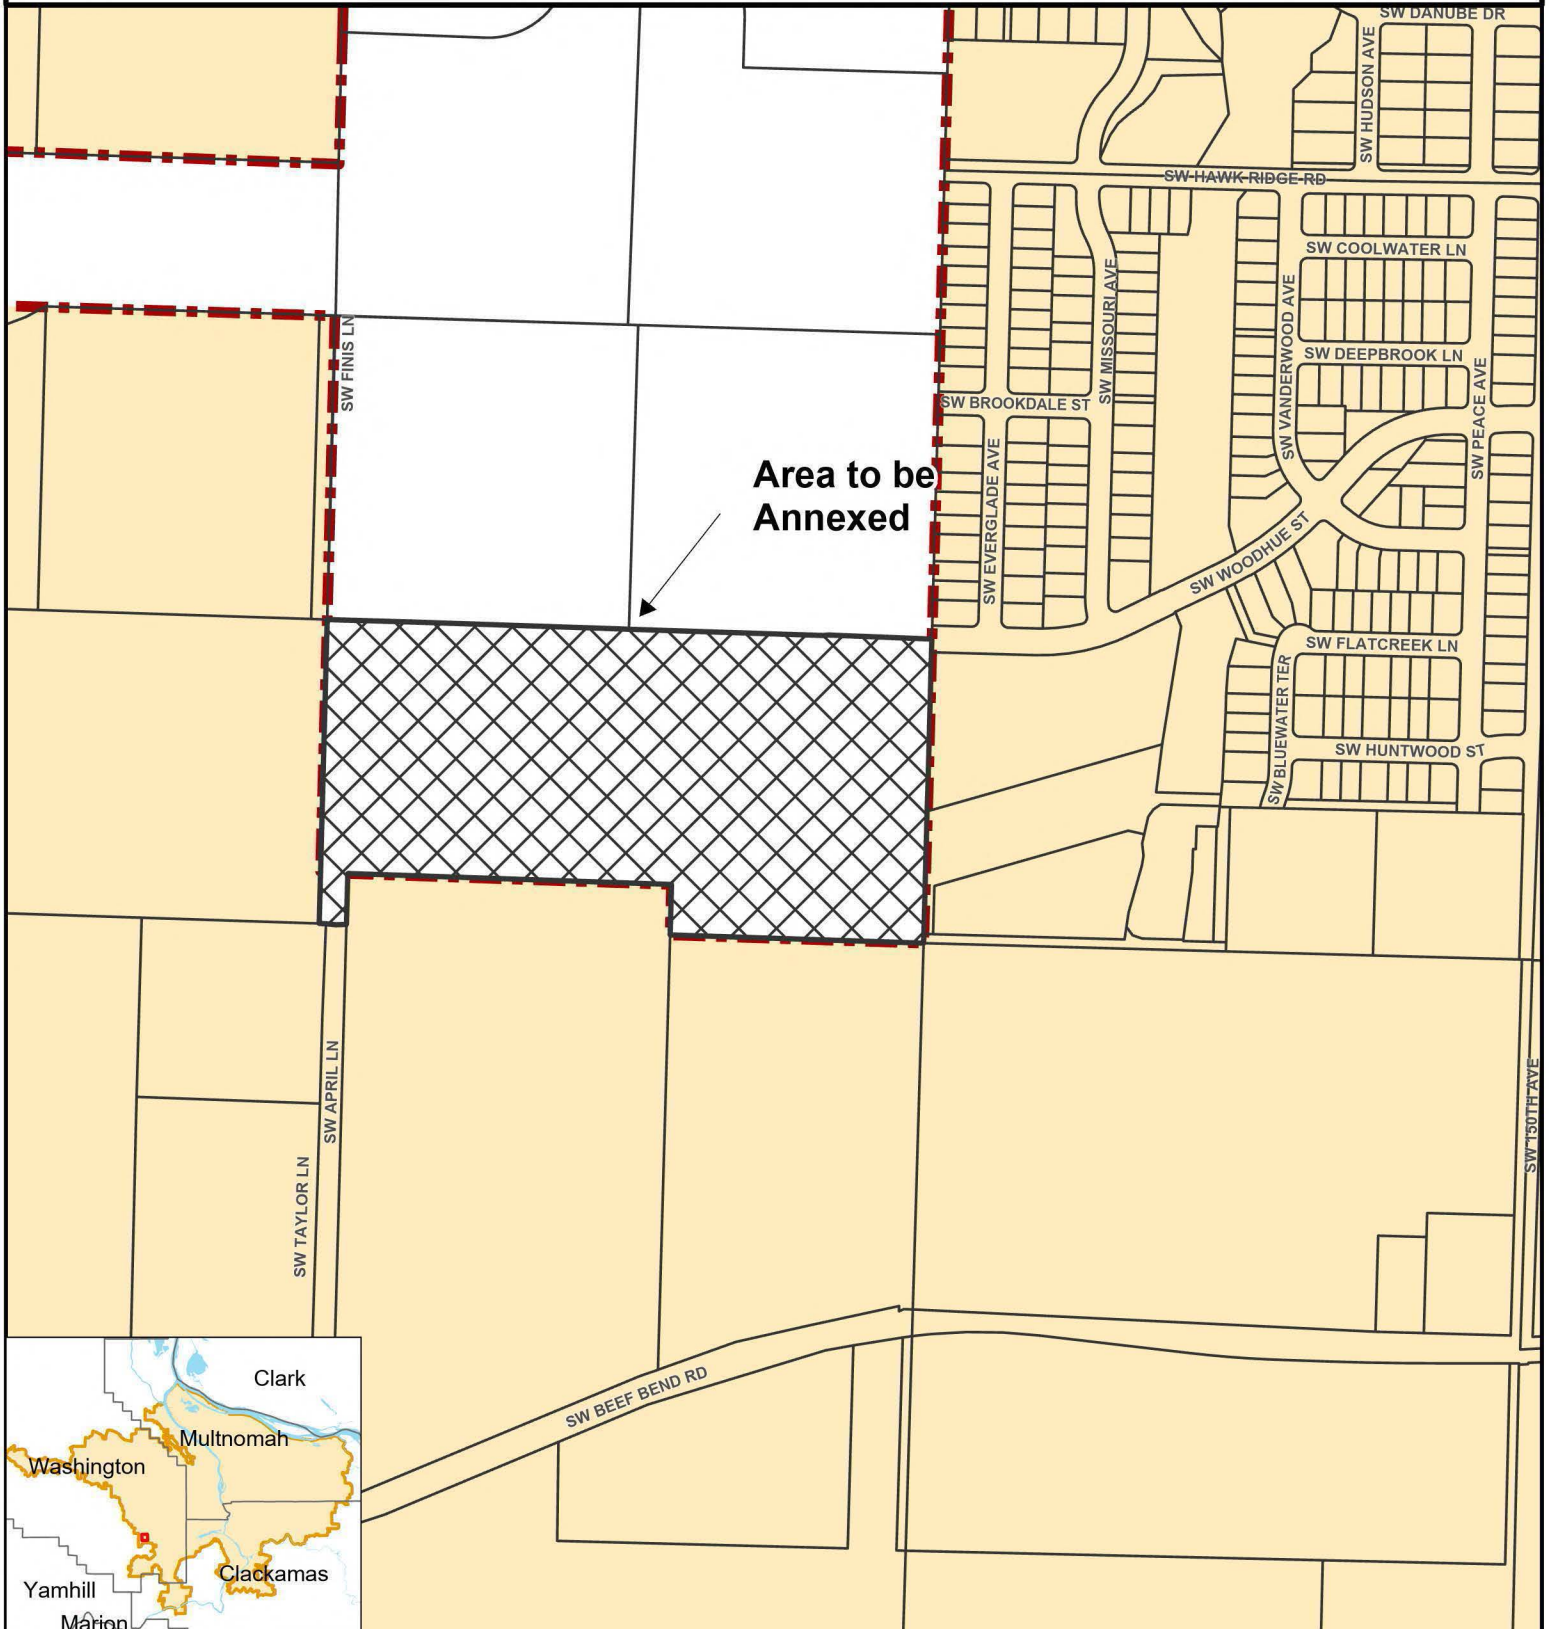 SW DANUBE DR
SW HUDSON AVE
SW HAWK RIDGE RD
SW COOLWATER LN
SW MISSOURI AVE
SW VANDERWOOD AVE
SW FINIS LN
SW DEEPBROOK LN
SW PEACE AVE
SW BROOKDALE ST
SW EVERGLADE AVE
Area to be
Annexed
SW WOODHUE ST
SW FLATCREEK LN
SW BLUEWATER TER
SW HUNTWOOD ST
SW APRIL LN
SW 150TH AVE
SW TAYLOR LN
SW BEEF BEND RD
Clark
Multnomah
Washington
Clackamas
Yamhill
Marion